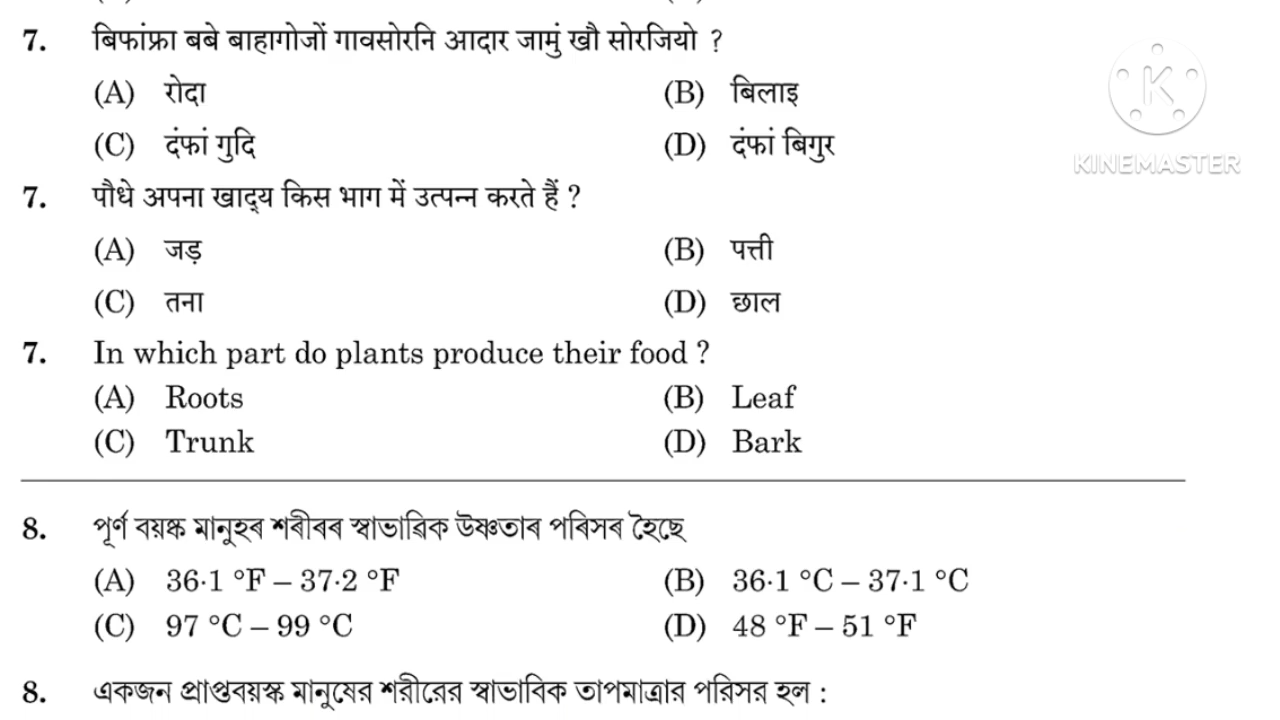 7. बिफांफ्रा बबे बाहागोजों गावसोरनि आदार जामुं खौ सोरजियो ?
(A) रोदा (B) बिलाइ
(C) दंफां गुदि (D) दंफां बिगुर
7. पौधे अपना खाद्य किस भाग में उत्पन्न करते हैं ?
(A) जड़ (B) पत्ती
(C) तना (D) छाल
7. In which part do plants produce their food ?
(A) Roots (B) Leaf
(C) Trunk (D) Bark
8. পূৰ্ণ বয়স্ক মানুহৰ শৰীৰৰ স্বাভাৱিক উষ্ণতাৰ পৰিসৰ হৈছে
(A) 36·1 °F – 37·2 °F (B) 36·1 °C – 37·1 °C
(C) 97 °C – 99 °C (D) 48 °F – 51 °F
8. একজন প্রাপ্তবয়স্ক মানুষের শরীরের স্বাভাবিক তাপমাত্রার পরিসর হল :
K
KINEMASTER